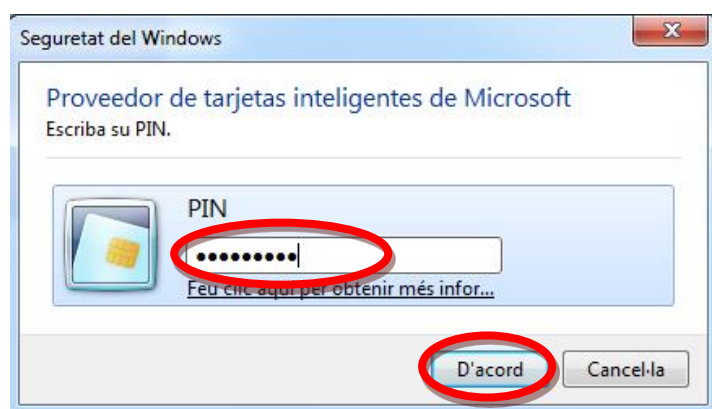 Seguretat del Windows
Proveedor de tarjetas inteligentes de Microsoft
Escriba su PIN.
PIN
•••••••••
Feu clic aquí per obtenir més infor...
D'acord
Cancel·la